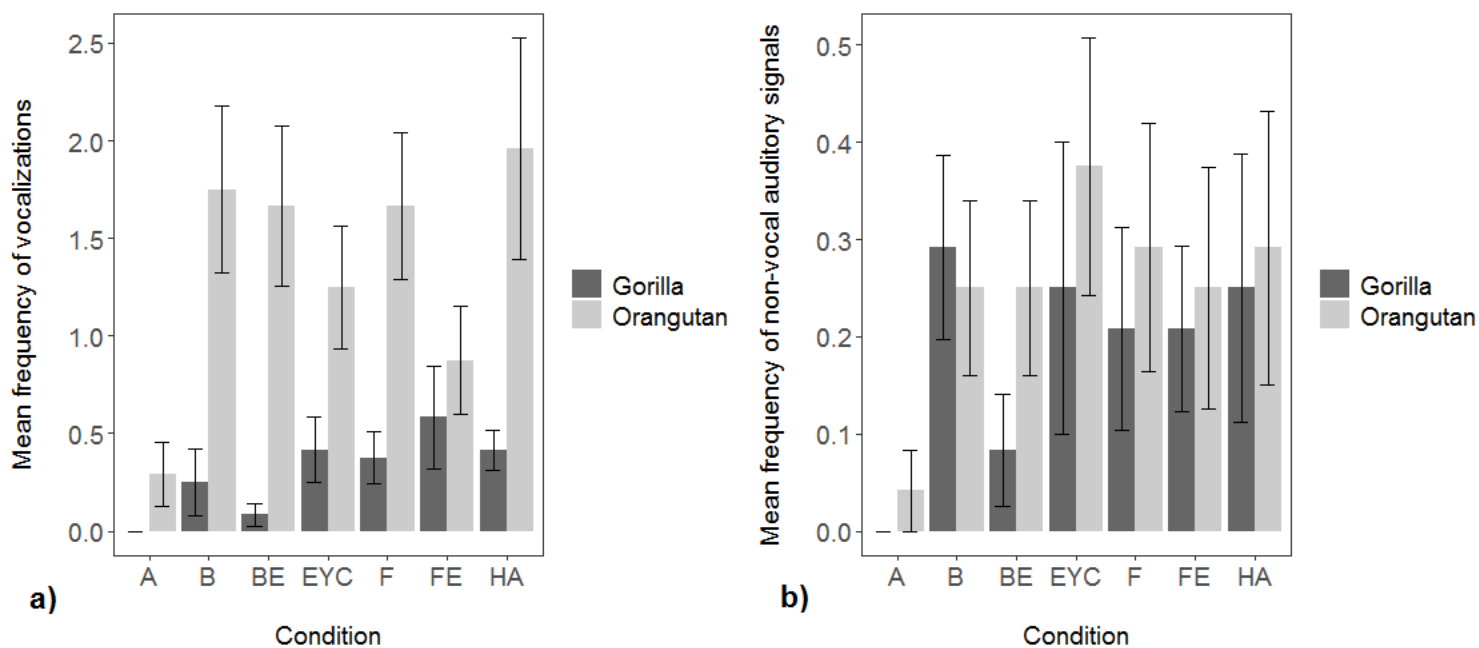 Mean frequency of vocalizations
2.5
2.0
1.5
1.0
0.5
0.0
A B BE EYC F FE HA
Condition
a)
Gorilla
Orangutan
Mean frequency of non-vocal auditory signals
0.5
0.4
0.3
0.2
0.1
0.0
A B BE EYC F FE HA
Condition
b)
Gorilla
Orangutan